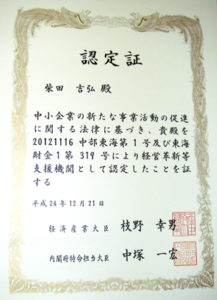 認定証
柴田 吉弘 殿
中小企業の新たな事業活動の促進
に関する法律に基づき、貴殿を
20121116 中部東海第1号及び東海
財金1第319号により経営革新等
支援機関として認定したことを証
する
平成24年12月21日
経済産業大臣 枝野 幸男
内閣府特命担当大臣 中塚 一宏